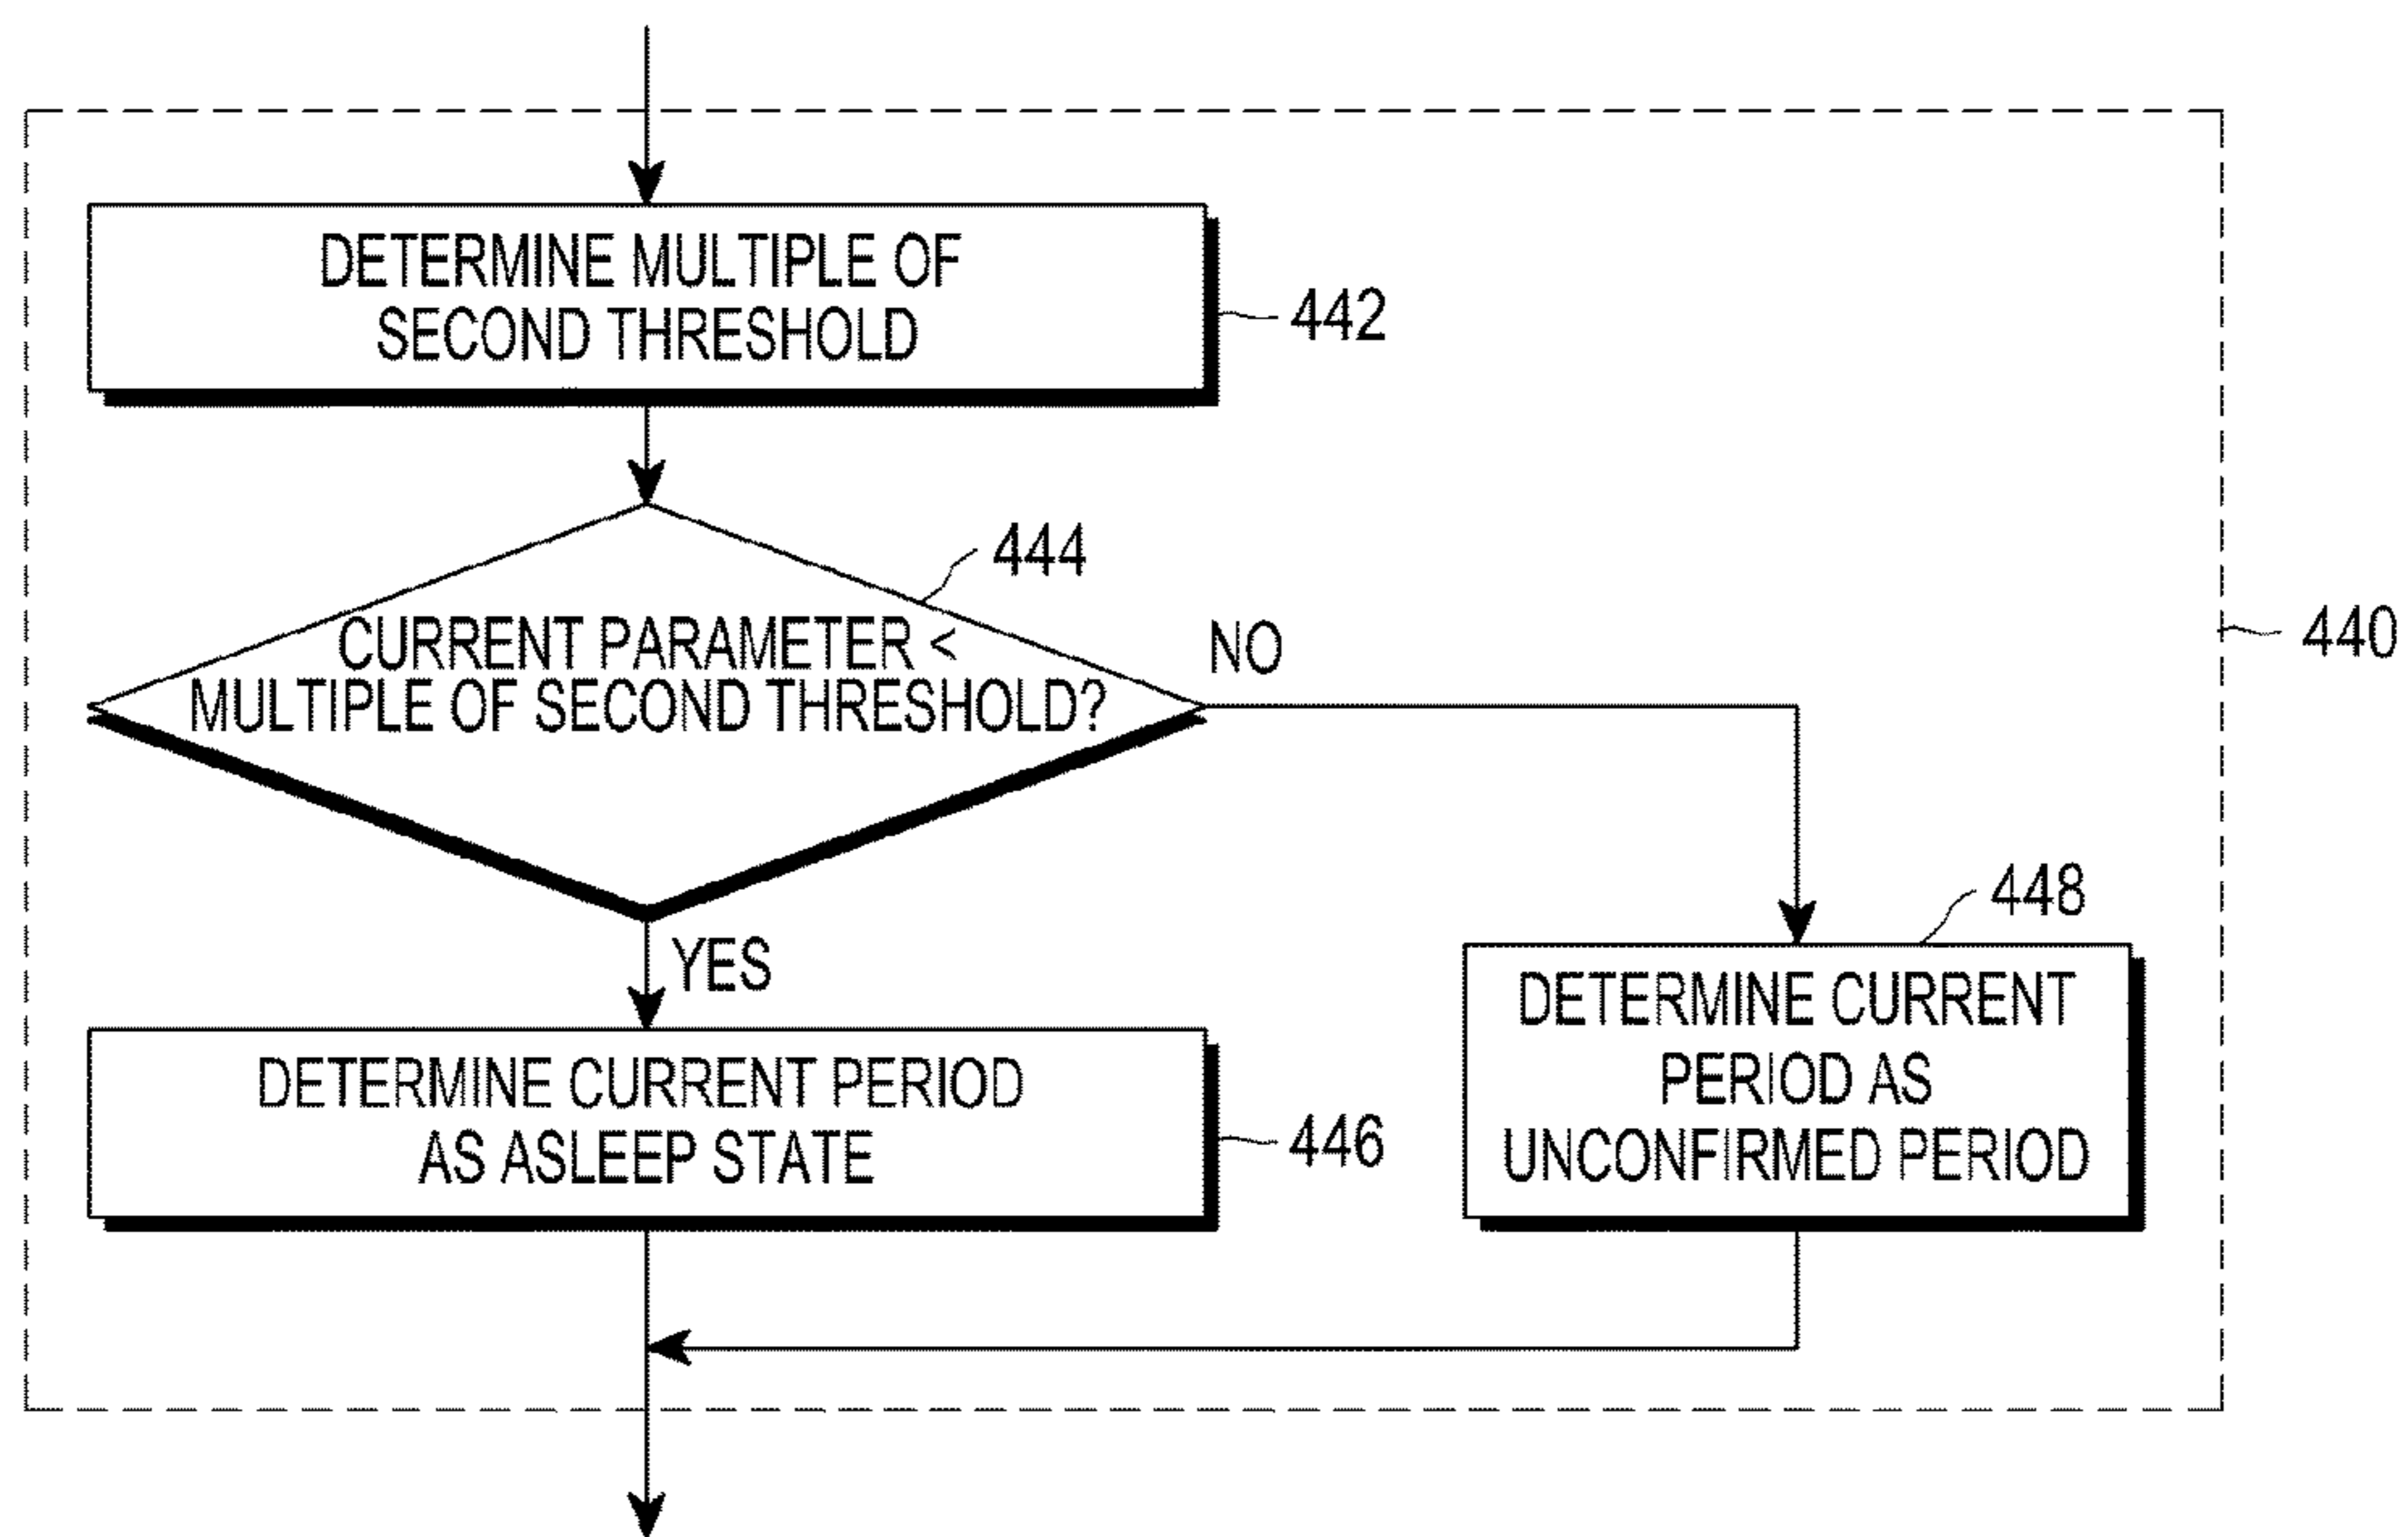 DETERMINE MULTIPLE OF
SECOND THRESHOLD
442
444
CURRENT PARAMETER <
MULTIPLE OF SECOND THRESHOLD?
NO
440
YES
448
DETERMINE CURRENT PERIOD
AS ASLEEP STATE
446
DETERMINE CURRENT
PERIOD AS
UNCONFIRMED PERIOD